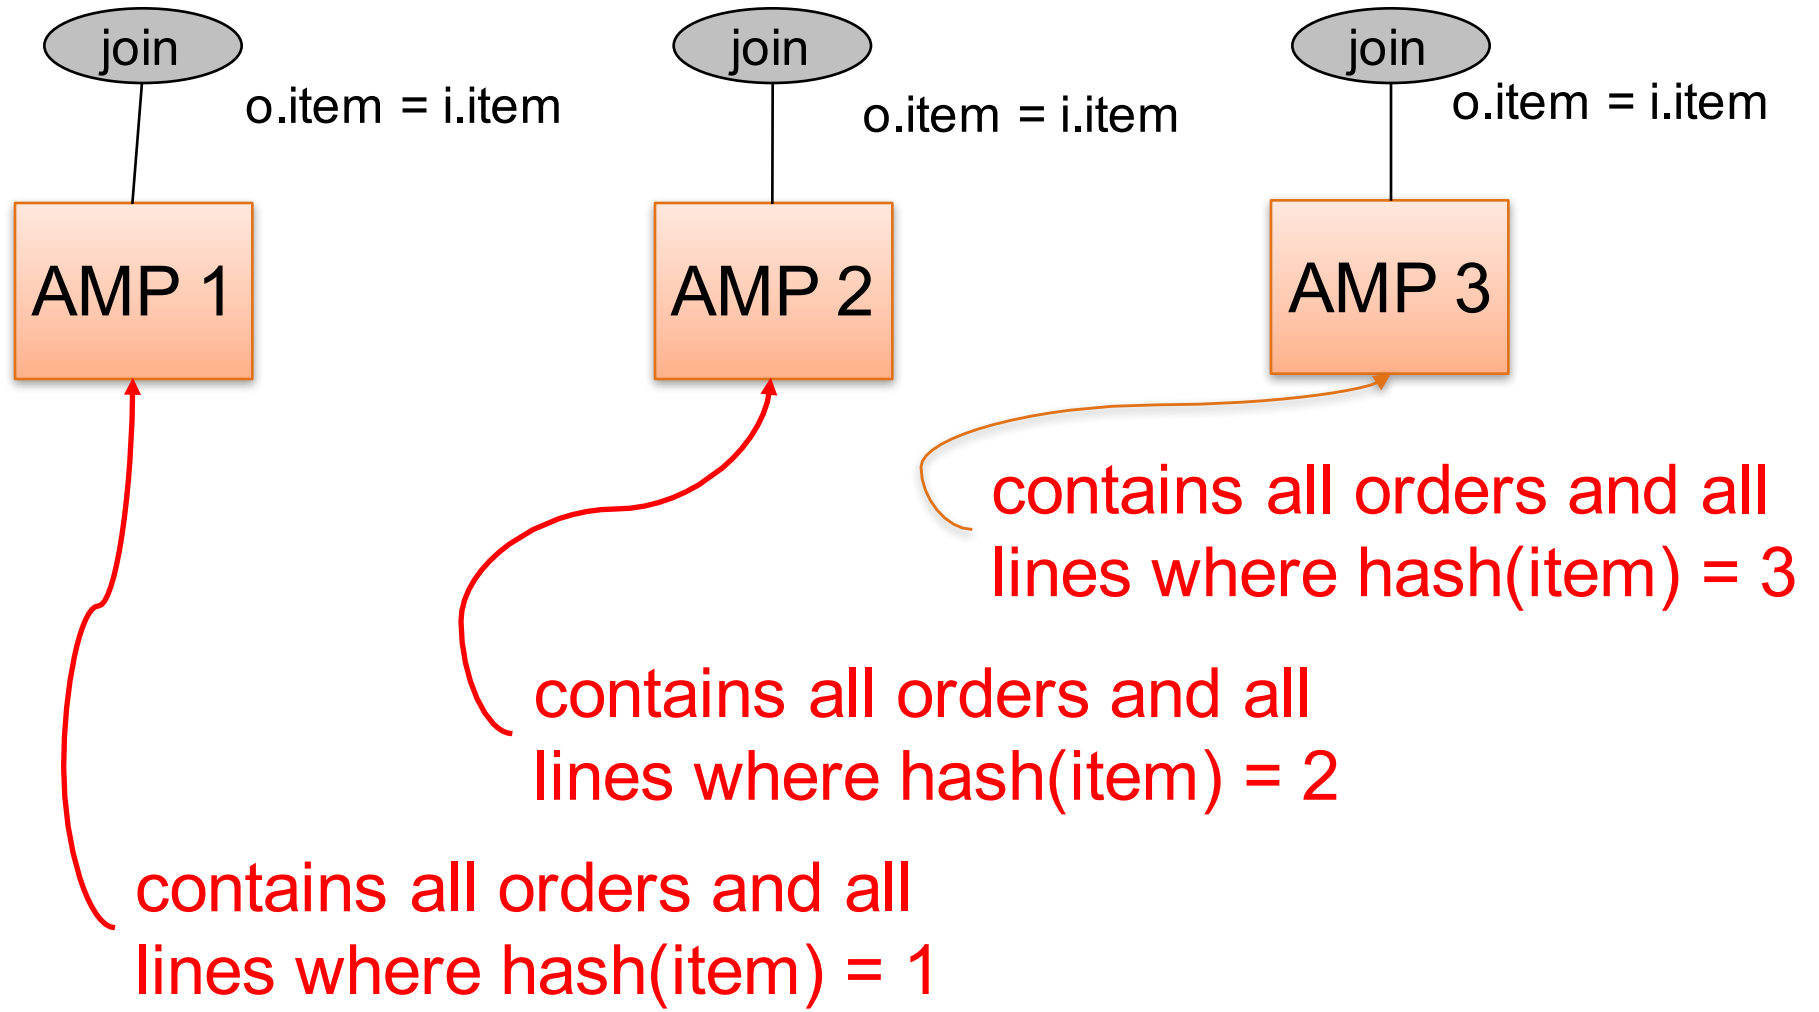 join
join
join
o.item = i.item
o.item = i.item
o.item = i.item
AMP 1
AMP 2
AMP 3
contains all orders and all
lines where hash(item) = 3
contains all orders and all
lines where hash(item) = 2
contains all orders and all
lines where hash(item) = 1